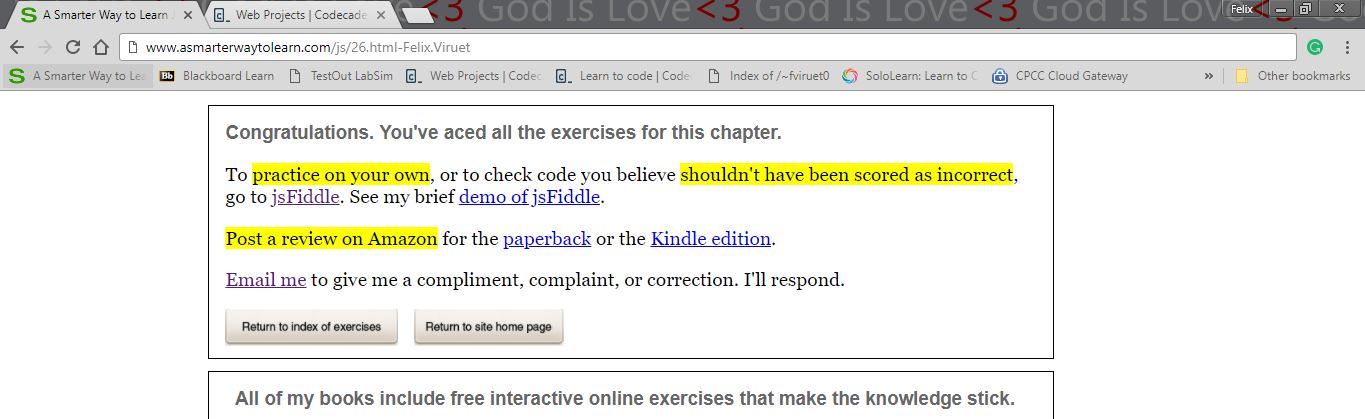 God Is Love<3 God Is Love<3 God Is Love<3
Felix
A Smarter Way to Learn J
Web Projects | Codecade
www.asmarterwaytolearn.com/js/26.html-Felix.Viruet
A Smarter Way to Lea
Bb Blackboard Learn
TestOut LabSim
Web Projects | Codec
Learn to code | Code
Index of /~fviruet0
SoloLearn: Learn to C
CPCC Cloud Gateway
»
Other bookmarks
Congratulations. You've aced all the exercises for this chapter.
To practice on your own, or to check code you believe shouldn't have been scored as incorrect,
go to jsFiddle. See my brief demo of jsFiddle.
Post a review on Amazon for the paperback or the Kindle edition.
Email me to give me a compliment, complaint, or correction. I'll respond.
Return to index of exercises
Return to site home page
All of my books include free interactive online exercises that make the knowledge stick.